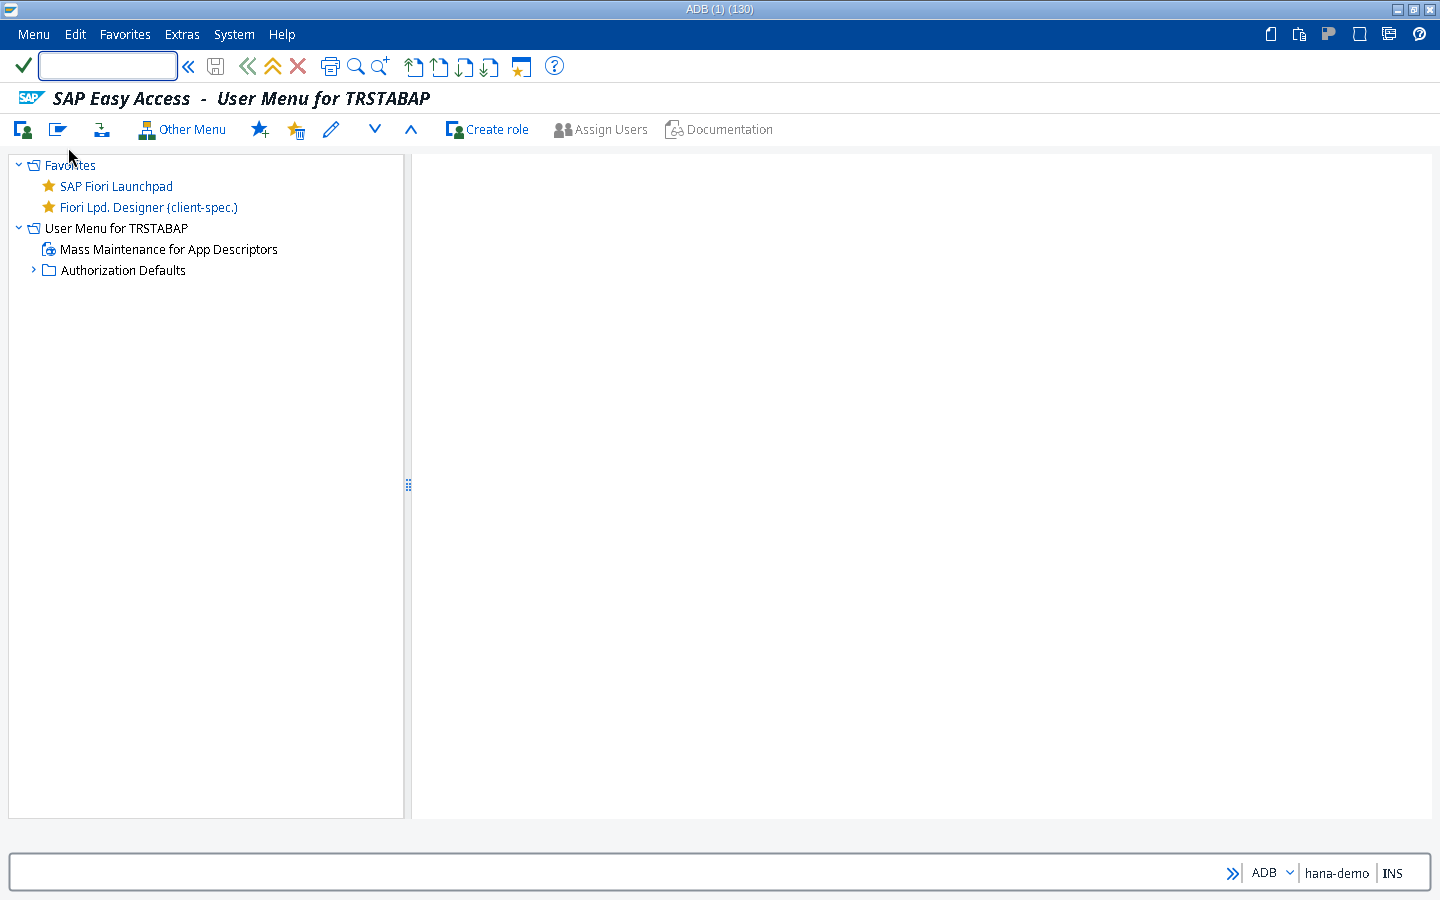 ADB (1) (130)
Menu Edit Favorites Extras System Help
SAP SAP Easy Access - User Menu for TRSTABAP
Other Menu Create role Assign Users Documentation
Favorites
SAP Fiori Launchpad
Fiori Lpd. Designer (client-spec.)
User Menu for TRSTABAP
Mass Maintenance for App Descriptors
Authorization Defaults
ADB hana-demo INS